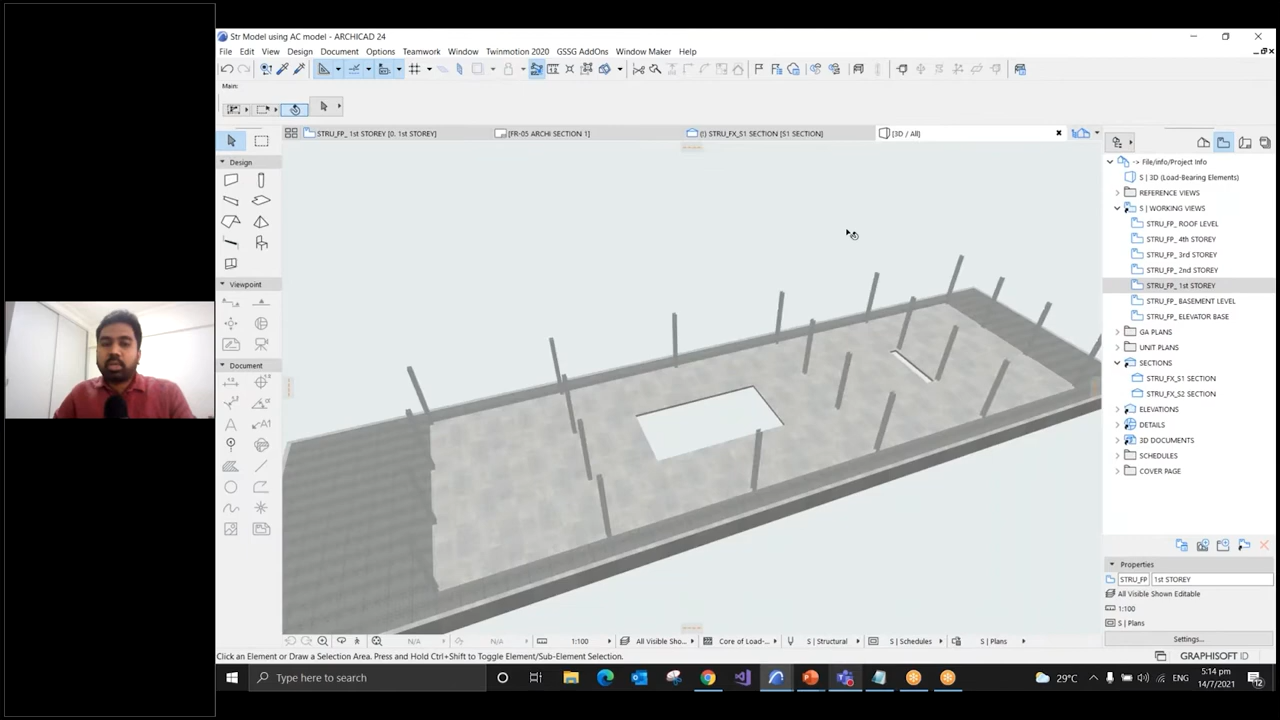 Str Model using AC model - ARCHICAD 24
File Edit View Design Document Options Teamwork Window Twinmotion 2020 GSSG AddOns Window Maker Help
Main:
STRU_FP_ 1st STOREY [0. 1st STOREY]
[FR-05 ARCHI SECTION 1]
(!) STRU_FX_S1 SECTION [S1 SECTION]
[3D / All]
Design
Viewpoint
Document
-> File/info/Project Info
S | 3D (Load-Bearing Elements)
REFERENCE VIEWS
S | WORKING VIEWS
STRU_FP_ ROOF LEVEL
STRU_FP_ 4th STOREY
STRU_FP_ 3rd STOREY
STRU_FP_ 2nd STOREY
STRU_FP_ 1st STOREY
STRU_FP_ BASEMENT LEVEL
STRU_FP_ ELEVATOR BASE
GA PLANS
UNIT PLANS
SECTIONS
STRU_FX_S1 SECTION
STRU_FX_S2 SECTION
ELEVATIONS
DETAILS
3D DOCUMENTS
SCHEDULES
COVER PAGE
Properties
STRU_FP 1st STOREY
All Visible Shown Editable
1:100
S | Plans
Settings...
N/A N/A 1:100 All Visible Sho... Core of Load-... S | Structural S | Schedules S | Plans
Click an Element or Draw a Selection Area. Press and Hold Ctrl+Shift to Toggle Element/Sub-Element Selection.
GRAPHISOFT ID
Type here to search
29°C
ENG
5:14 pm
14/7/2021